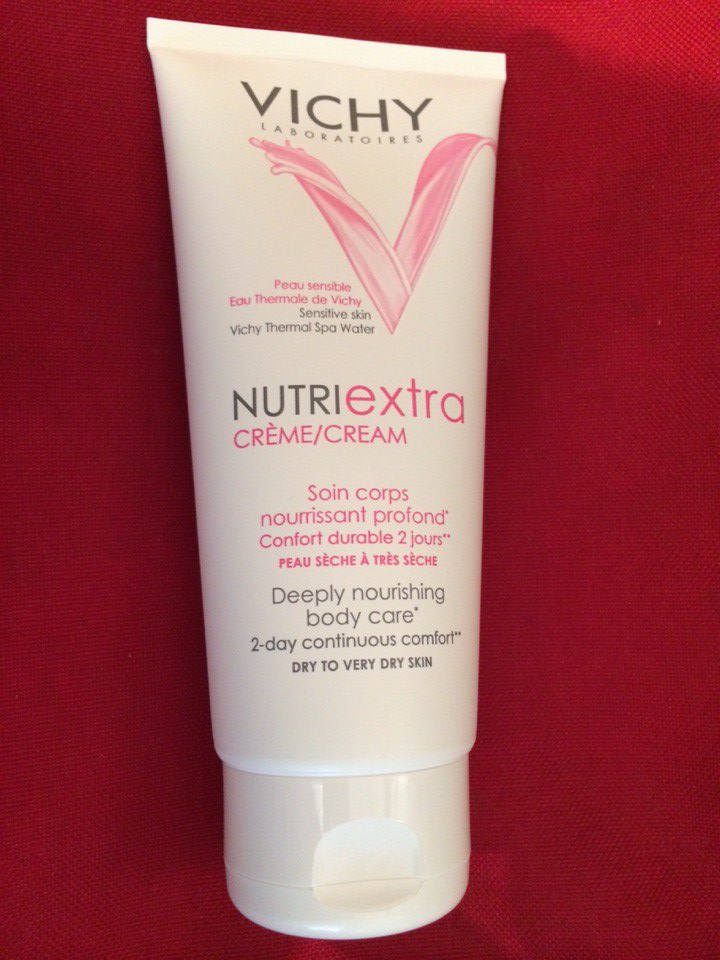 VICHY
LABORATOIRES
Peau sensible
Eau Thermale de Vichy
Sensitive skin
Vichy Thermal Spa Water
NUTRIextra
CRÈME/CREAM
Soin corps
nourrissant profond*
Confort durable 2 jours**
PEAU SÈCHE À TRÈS SÈCHE
Deeply nourishing
body care*
2-day continuous comfort**
DRY TO VERY DRY SKIN